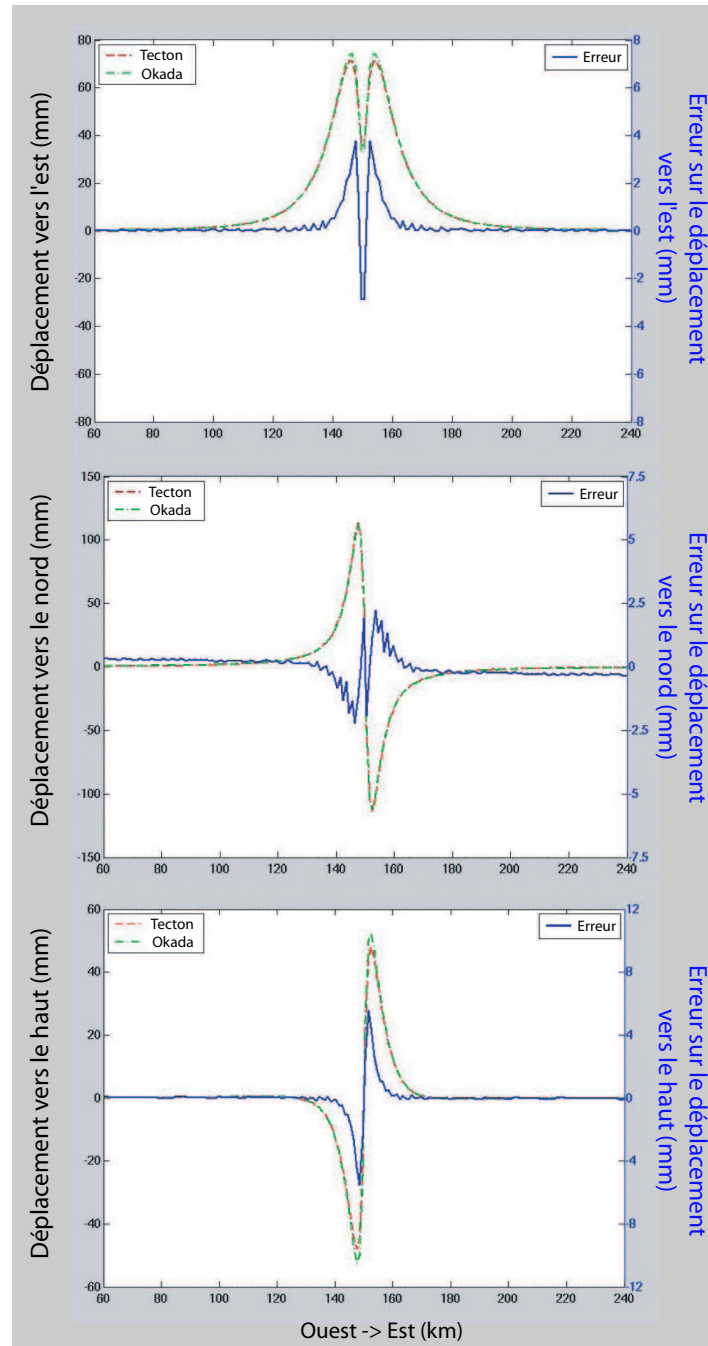 Déplacement vers l'est (mm)
80
60
40
20
0
-20
-40
-60
-80
Tecton
Okada
Erreur
8
6
4
2
0
-2
-4
-6
-8
Erreur sur le déplacement
vers l'est (mm)
60 80 100 120 140 160 180 200 220 240
Déplacement vers le nord (mm)
150
100
50
0
-50
-100
-150
Tecton
Okada
Erreur
7.5
5
2.5
0
-2.5
-5
-7.5
Erreur sur le déplacement
vers le nord (mm)
60 80 100 120 140 160 180 200 220 240
Déplacement vers le haut (mm)
60
40
20
0
-20
-40
-60
Tecton
Okada
Erreur
12
8
4
0
4
8
12
Erreur sur le déplacement
vers le haut (mm)
60 80 100 120 140 160 180 200 220 240
Ouest -> Est (km)